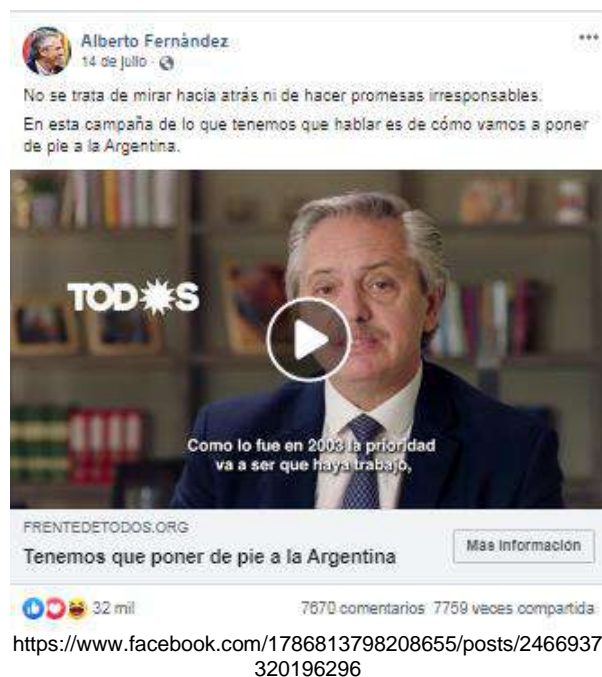 Alberto Fernández
14 de julio
No se trata de mirar hacia atrás ni de hacer promesas irresponsables.
En esta campaña de lo que tenemos que hablar es de cómo vamos a poner
de pie a la Argentina.
TODOS
Como lo fue en 2003 la prioridad
va a ser que haya trabajo,
FRENTEDETODOS.ORG
Tenemos que poner de pie a la Argentina
Más información
32 mil
7670 comentarios 7759 veces compartida
https://www.facebook.com/1786813798208655/posts/2466937
320196296